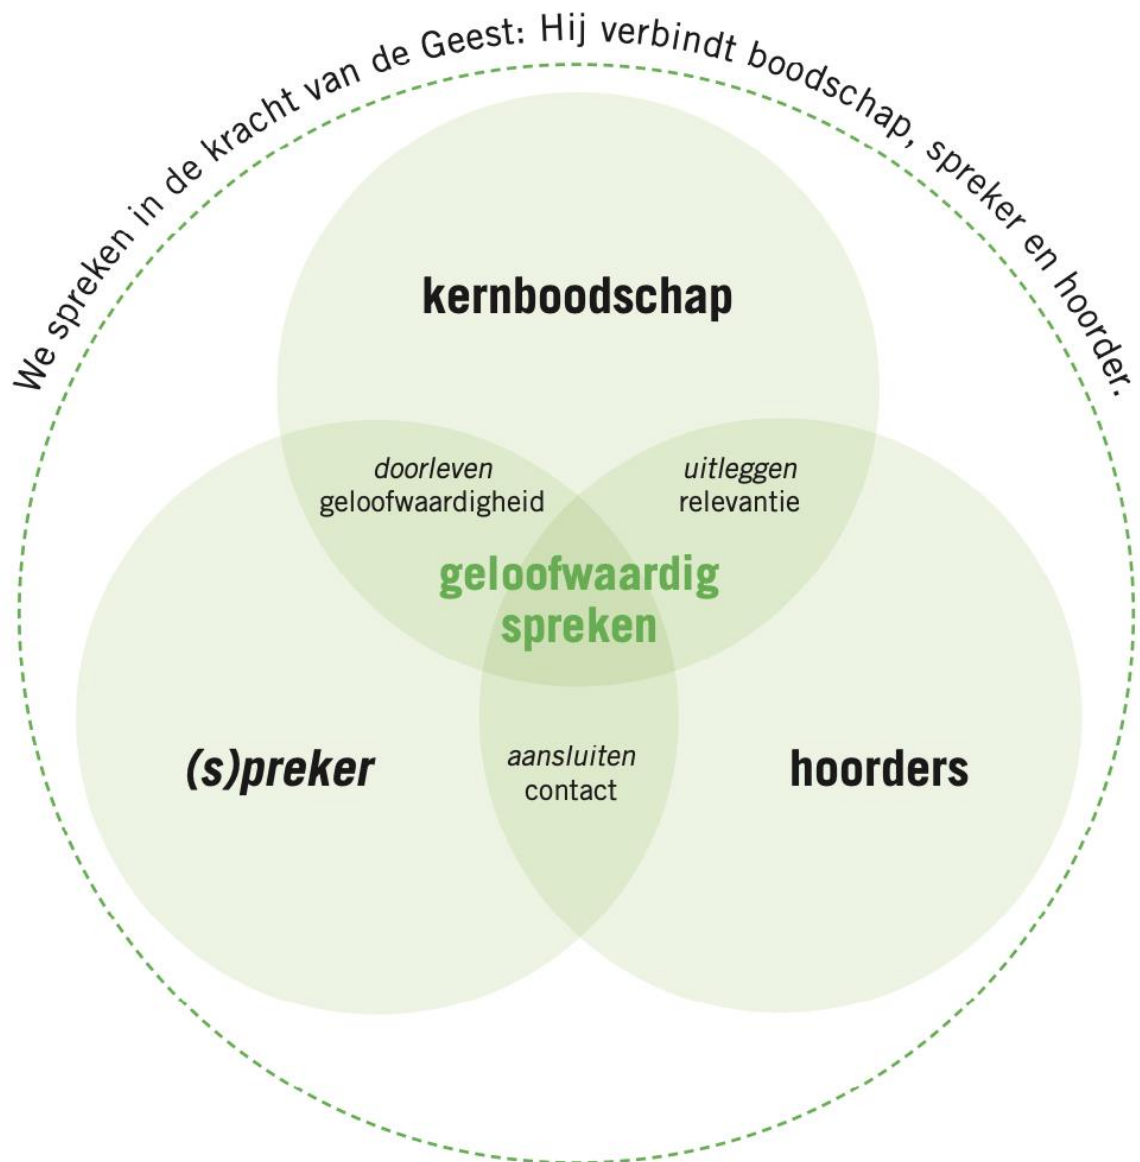 We spreken in de kracht van de Geest: Hij verbindt boodschap, spreker en hoorder.
kernboodschap
doorleven
geloofwaardigheid
uitleggen
relevantie
geloofwaardig
spreken
(s)preker
aansluiten
contact
hoorders